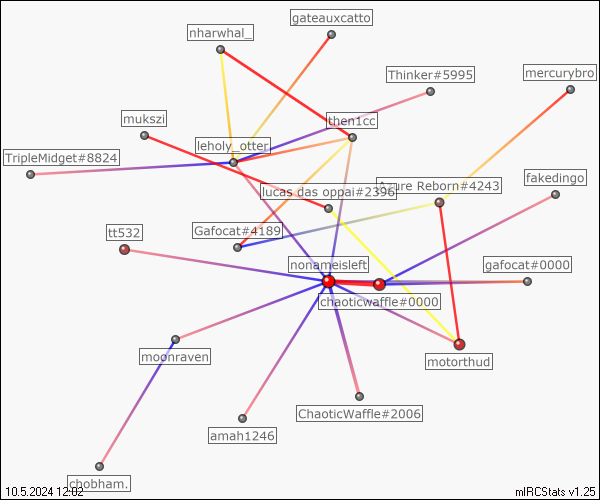 gateauxcatto
nharwhal_
Thinker#5995
mercurybro
mukszi
then1cc
leholy_otter
TripleMidget#8824
lucas das oppai#2396
Azure Reborn#4243
fakedingo
tt532
Gafocat#4189
nonameisleft
gafocat#0000
chaoticwaffle#0000
moonraven
motorthud
ChaoticWaffle#2006
amah1246
chobham.
10.5.2024 12:02
mIRCStats v1.25